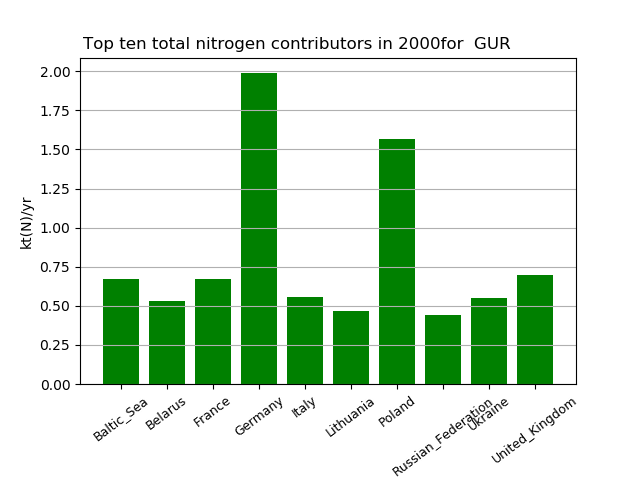 Top ten total nitrogen contributors in 2000for  GUR
kt(N)/yr
2.00
1.75
1.50
1.25
1.00
0.75
0.50
0.25
0.00
Baltic_Sea
Belarus
France
Germany
Italy
Lithuania
Poland
Russian_Federation
Ukraine
United_Kingdom